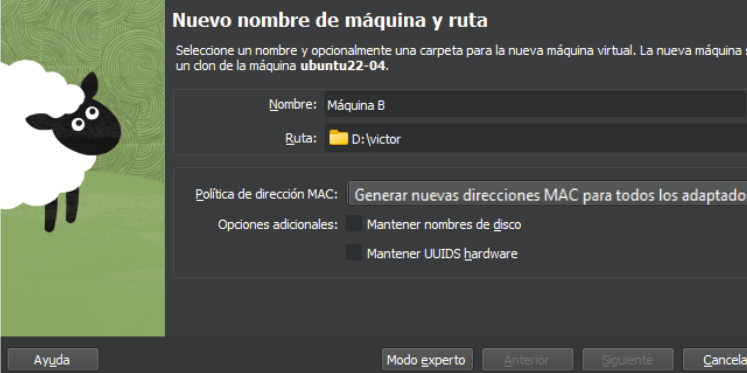 Nuevo nombre de máquina y ruta
Seleccione un nombre y opcionalmente una carpeta para la nueva máquina virtual. La nueva máquina s
un clon de la máquina ubuntu22-04.
Nombre: Máquina B
Ruta: D:\victor
Política de dirección MAC: Generar nuevas direcciones MAC para todos los adaptado
Opciones adicionales: Mantener nombres de disco
Mantener UUIDS hardware
Ayuda Modo experto Anterior Siguiente Cancela